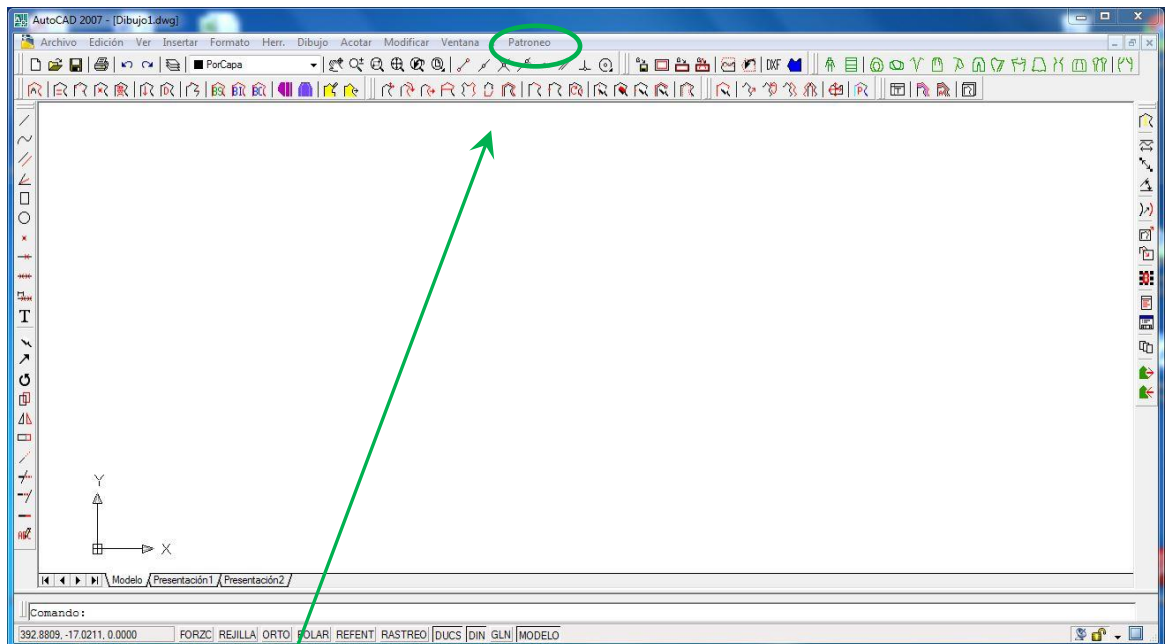 AutoCAD 2007 - [Dibujo1.dwg]
Archivo Edición Ver Insertar Formato Herr. Dibujo Acotar Modificar Ventana Patroneo
PorCapa DXF
T
Y
X
Modelo Presentación1 Presentación2
Comando:
392.8809, -17.0211, 0.0000 FORZC REJILLA ORTO POLAR REFENT RASTREO DUCS DIN GLN MODELO